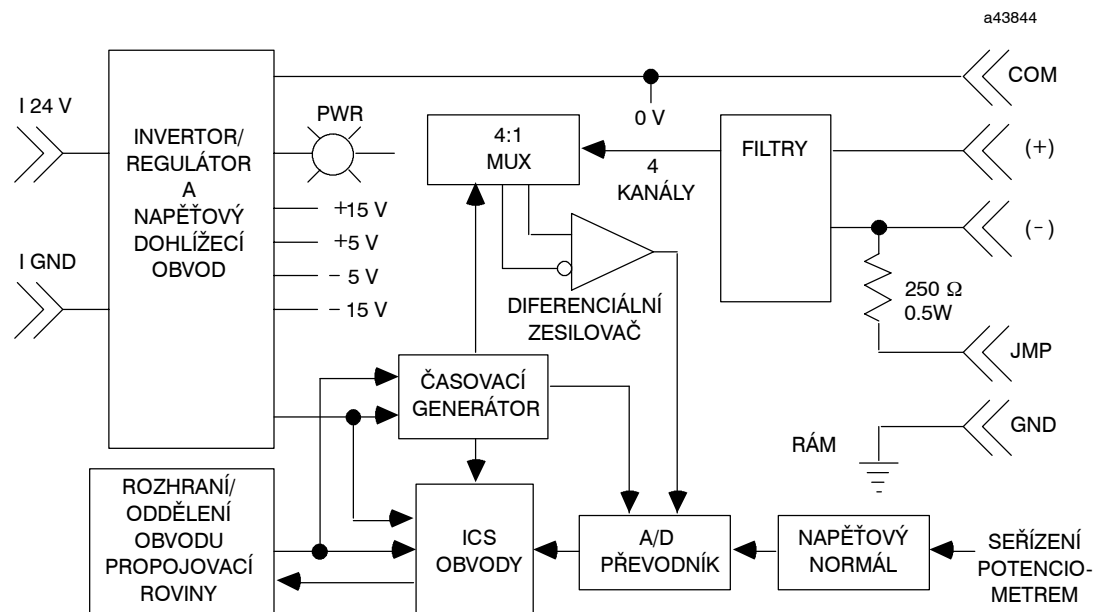 a43844
COM
I 24 V
PWR
0 V
INVERTOR/
REGULÁTOR
A
NAPĚŤOVÝ
DOHLÍŽECÍ
OBVOD
4:1
MUX
4
KANÁLY
FILTRY
(+)
+15 V
+5 V
− 5 V
− 15 V
(−)
I GND
DIFERENCIÁLNÍ
ZESILOVAČ
250 Ω
0.5W
JMP
ČASOVACÍ
GENERÁTOR
GND
RÁM
ROZHRANÍ/
ODDĚLENÍ
OBVODU
PROPOJOVACÍ
ROVINY
ICS
OBVODY
A/D
PŘEVODNÍK
NAPĚŤOVÝ
NORMÁL
SEŘÍZENÍ
POTENCIO-
METREM